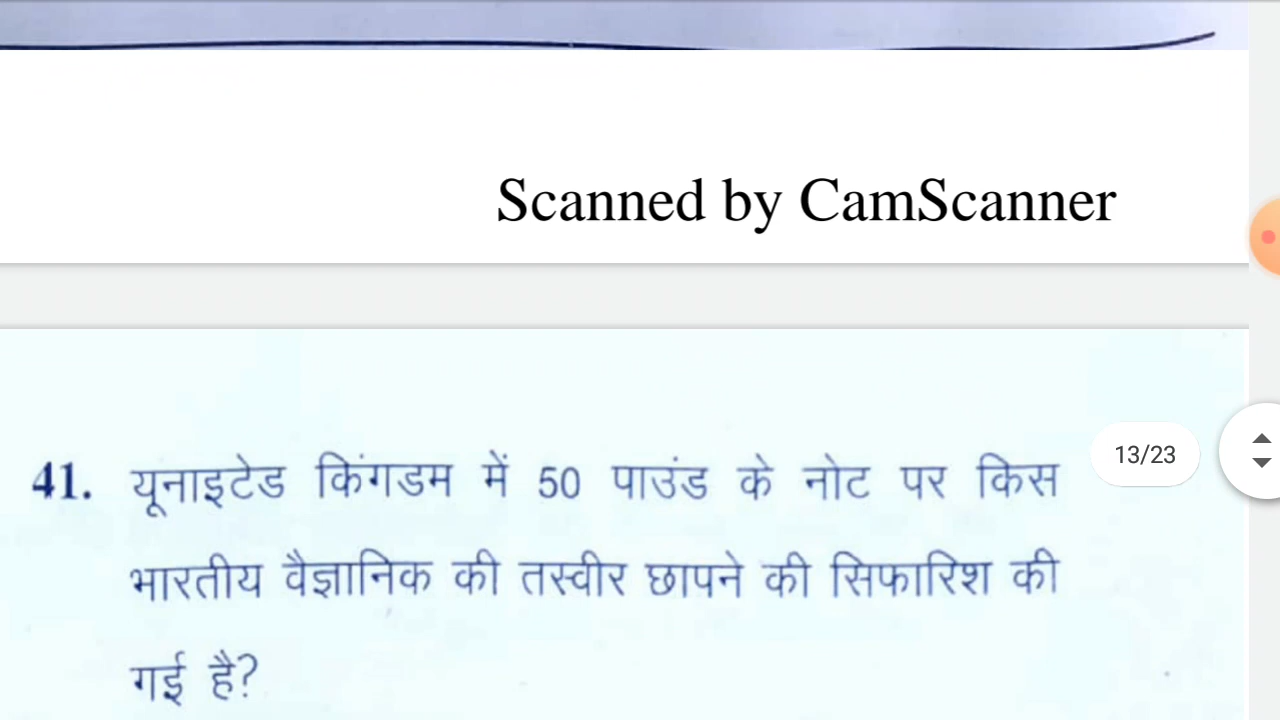 Scanned by CamScanner
13/23
41. यूनाइटेड किंगडम में 50 पाउंड के नोट पर किस
भारतीय वैज्ञानिक की तस्वीर छापने की सिफारिश की
गई है?